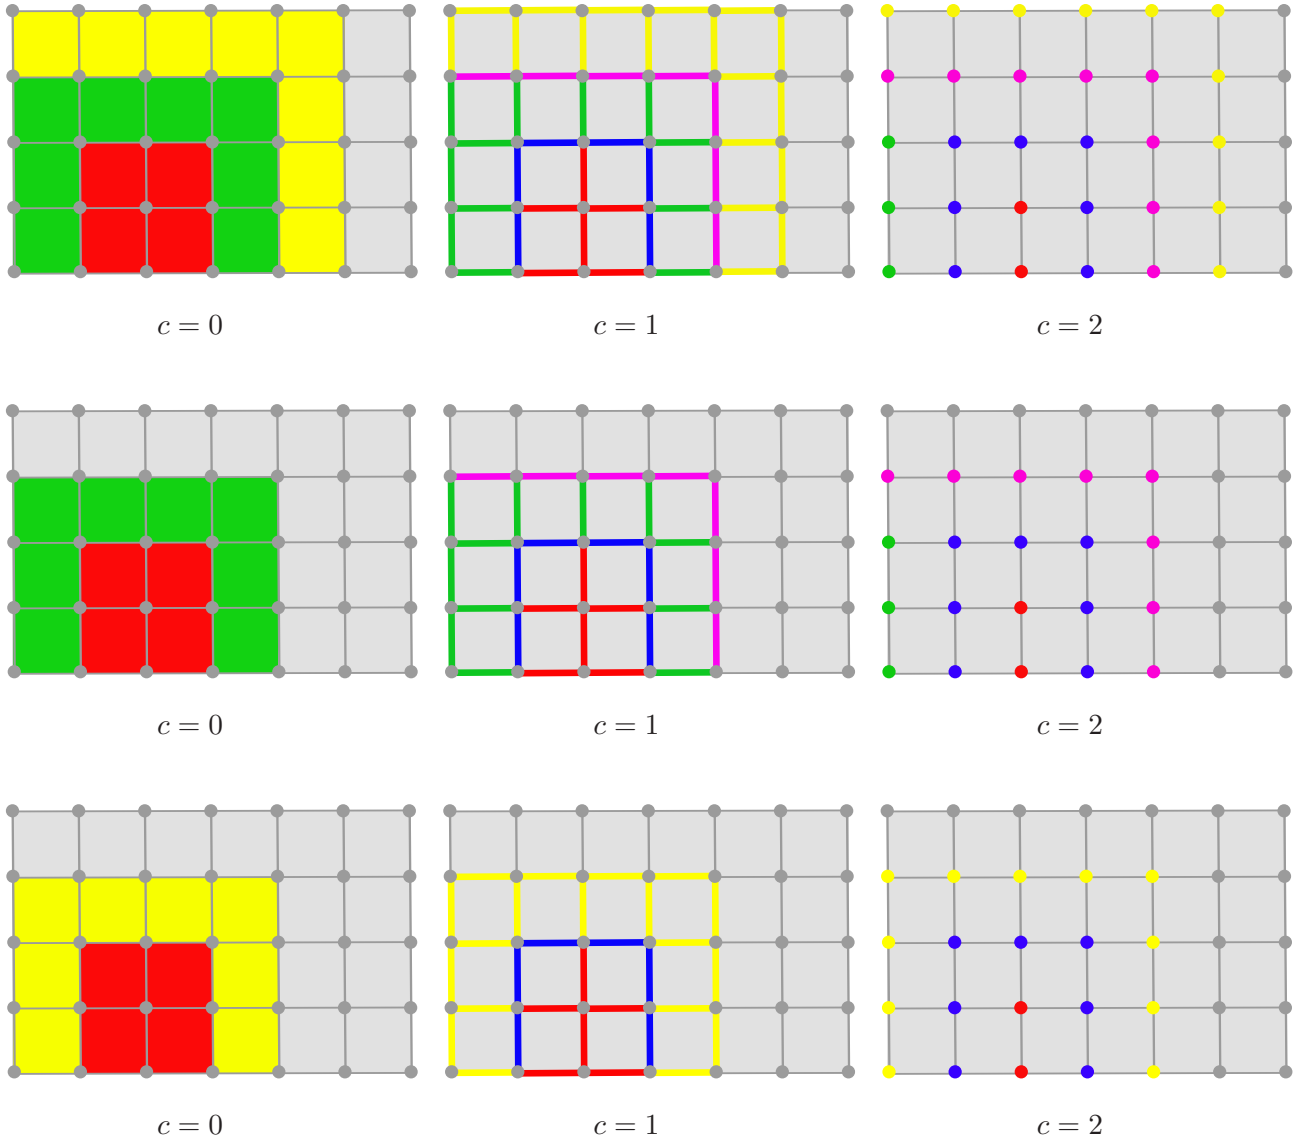 c = 0 c = 1 c = 2
c = 0 c = 1 c = 2
c = 0 c = 1 c = 2